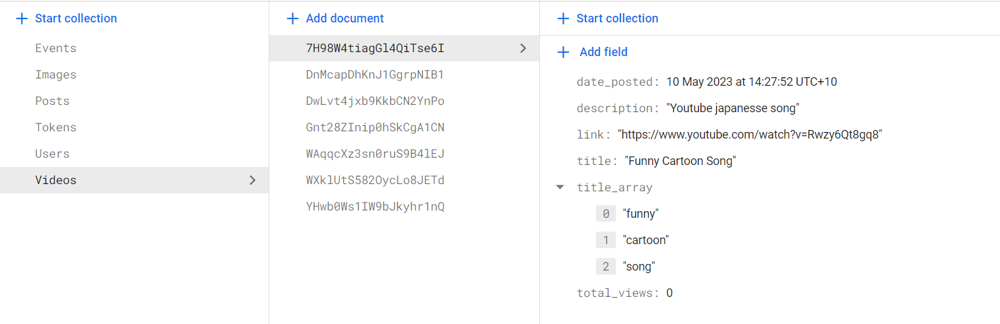 Start collection
Events
Images
Posts
Tokens
Users
Videos
Add document
7H98W4tiagGl4QiTse6I
DnMcapDhKnJ1GgrpNIB1
DwLvt4jxb9KkbCN2YnPo
Gnt28ZInip0hSkCgA1CN
WAqqcXz3sn0ruS9B4lEJ
WXklUtS582OycLo8JETd
YHwb0Ws1IW9bJkyhr1nQ
Start collection
Add field
date_posted: 10 May 2023 at 14:27:52 UTC+10
description: "Youtube japanesse song"
link: "https://www.youtube.com/watch?v=Rwzy6Qt8gq8"
title: "Funny Cartoon Song"
title_array
0 "funny"
1 "cartoon"
2 "song"
total_views: 0